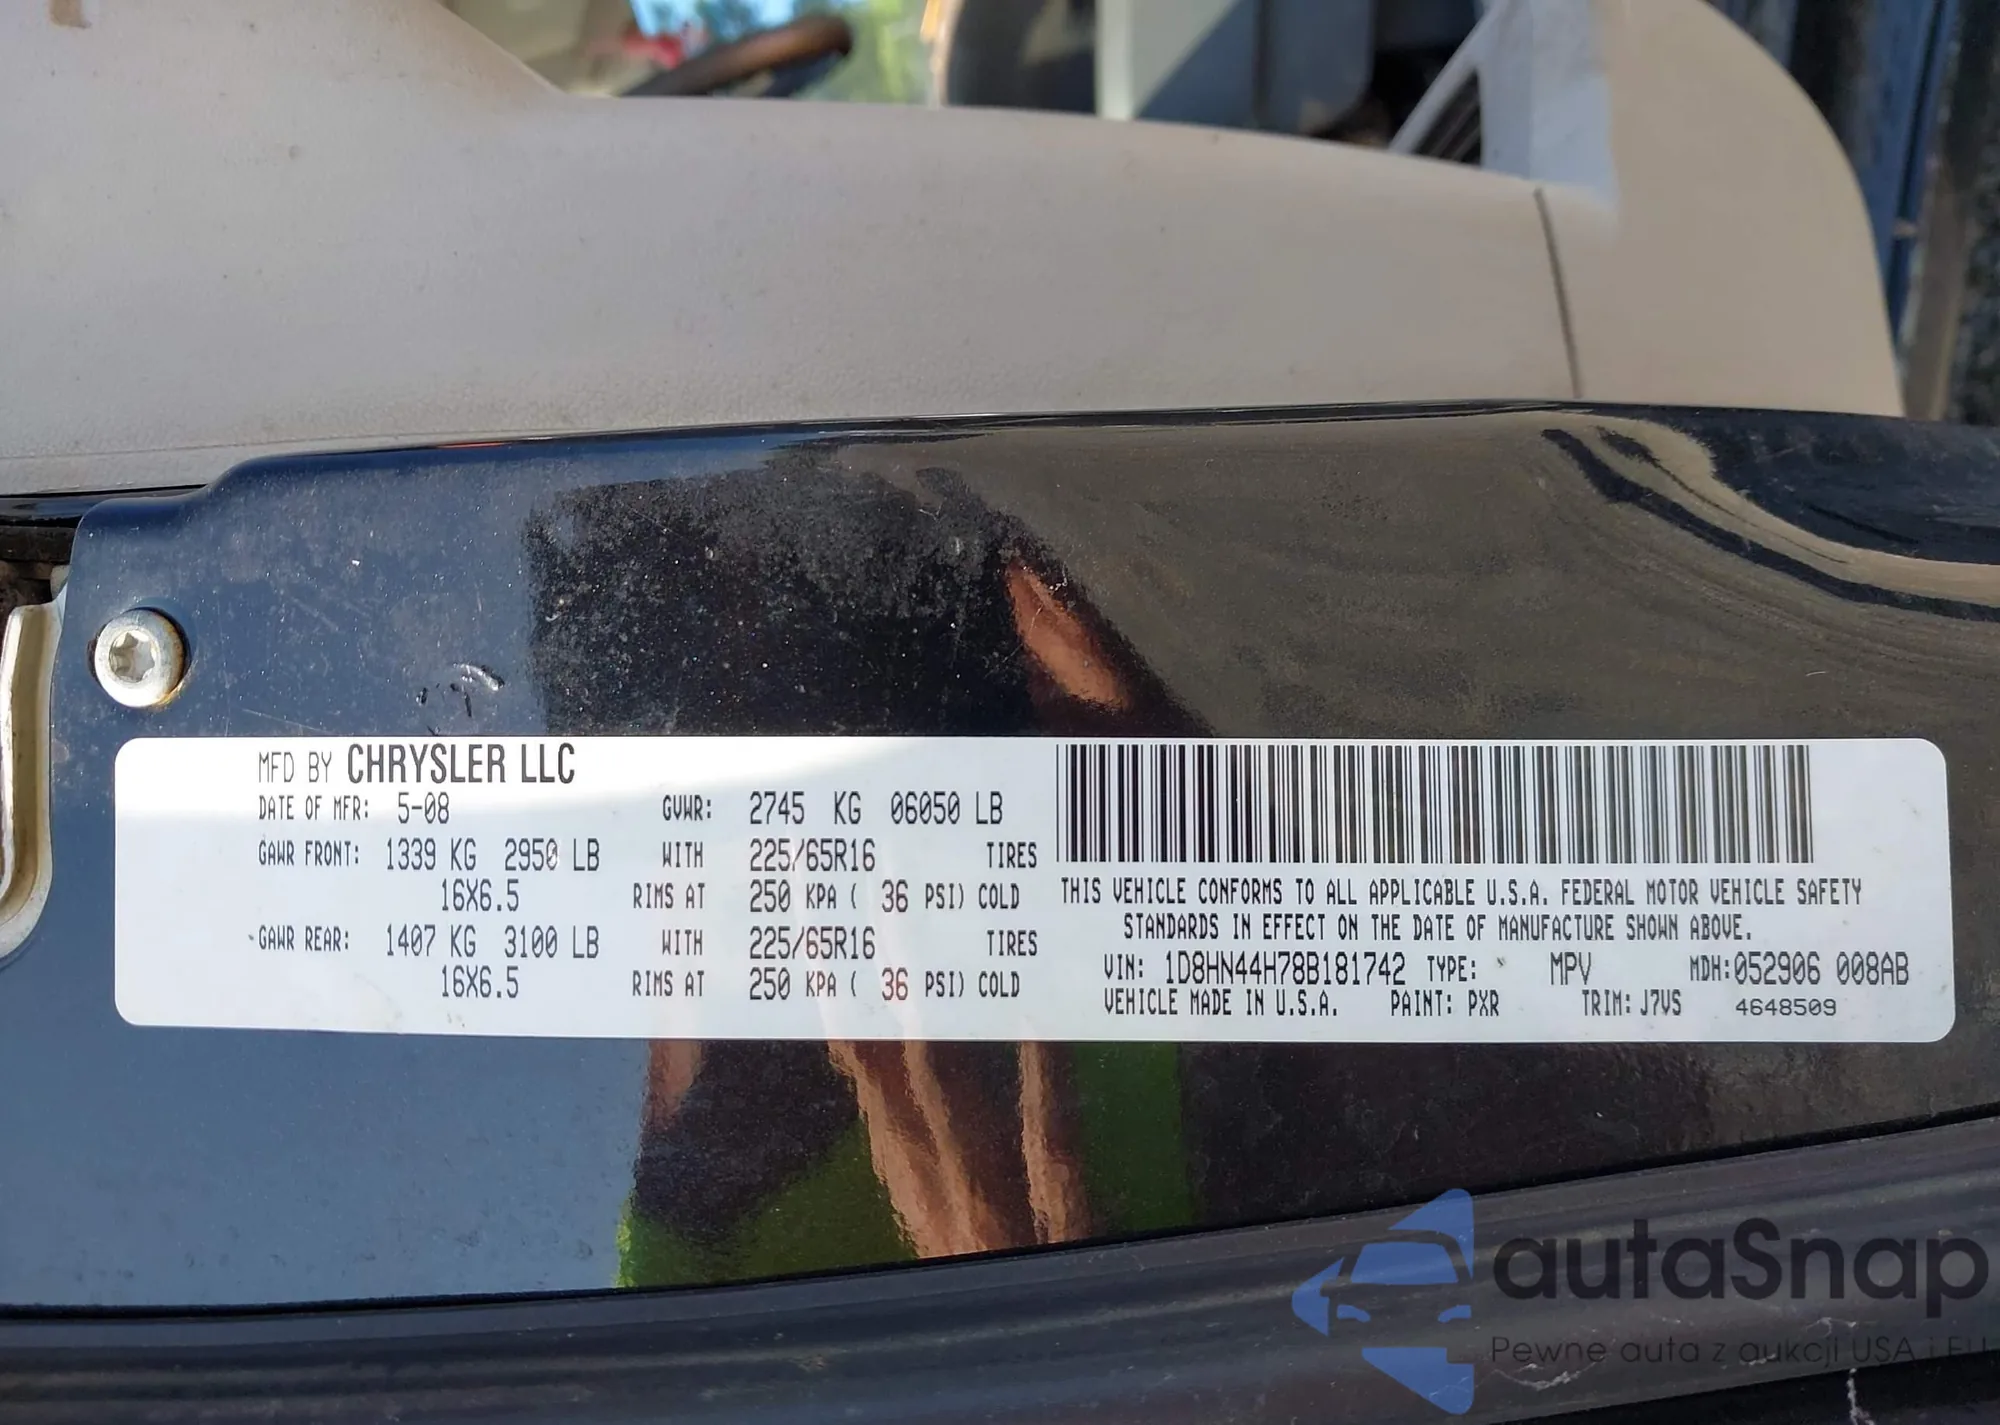 MFD BY CHRYSLER LLC
DATE OF MFR: 5-08 GVWR: 2745 KG 06050 LB
GAWR FRONT: 1339 KG 2950 LB WITH 225/65R16 TIRES
16X6.5 RIMS AT 250 KPA ( 36 PSI) COLD
GAWR REAR: 1407 KG 3100 LB WITH 225/65R16 TIRES
16X6.5 RIMS AT 250 KPA ( 36 PSI) COLD
THIS VEHICLE CONFORMS TO ALL APPLICABLE U.S.A. FEDERAL MOTOR VEHICLE SAFETY
STANDARDS IN EFFECT ON THE DATE OF MANUFACTURE SHOWN ABOVE.
VIN: 1D8HN44H78B181742 TYPE: MPV MDH:052906 008AB
VEHICLE MADE IN U.S.A. PAINT: PXR TRIM: J7VS 4648509
autaSnap
Pewne auta z aukcji USA i EU